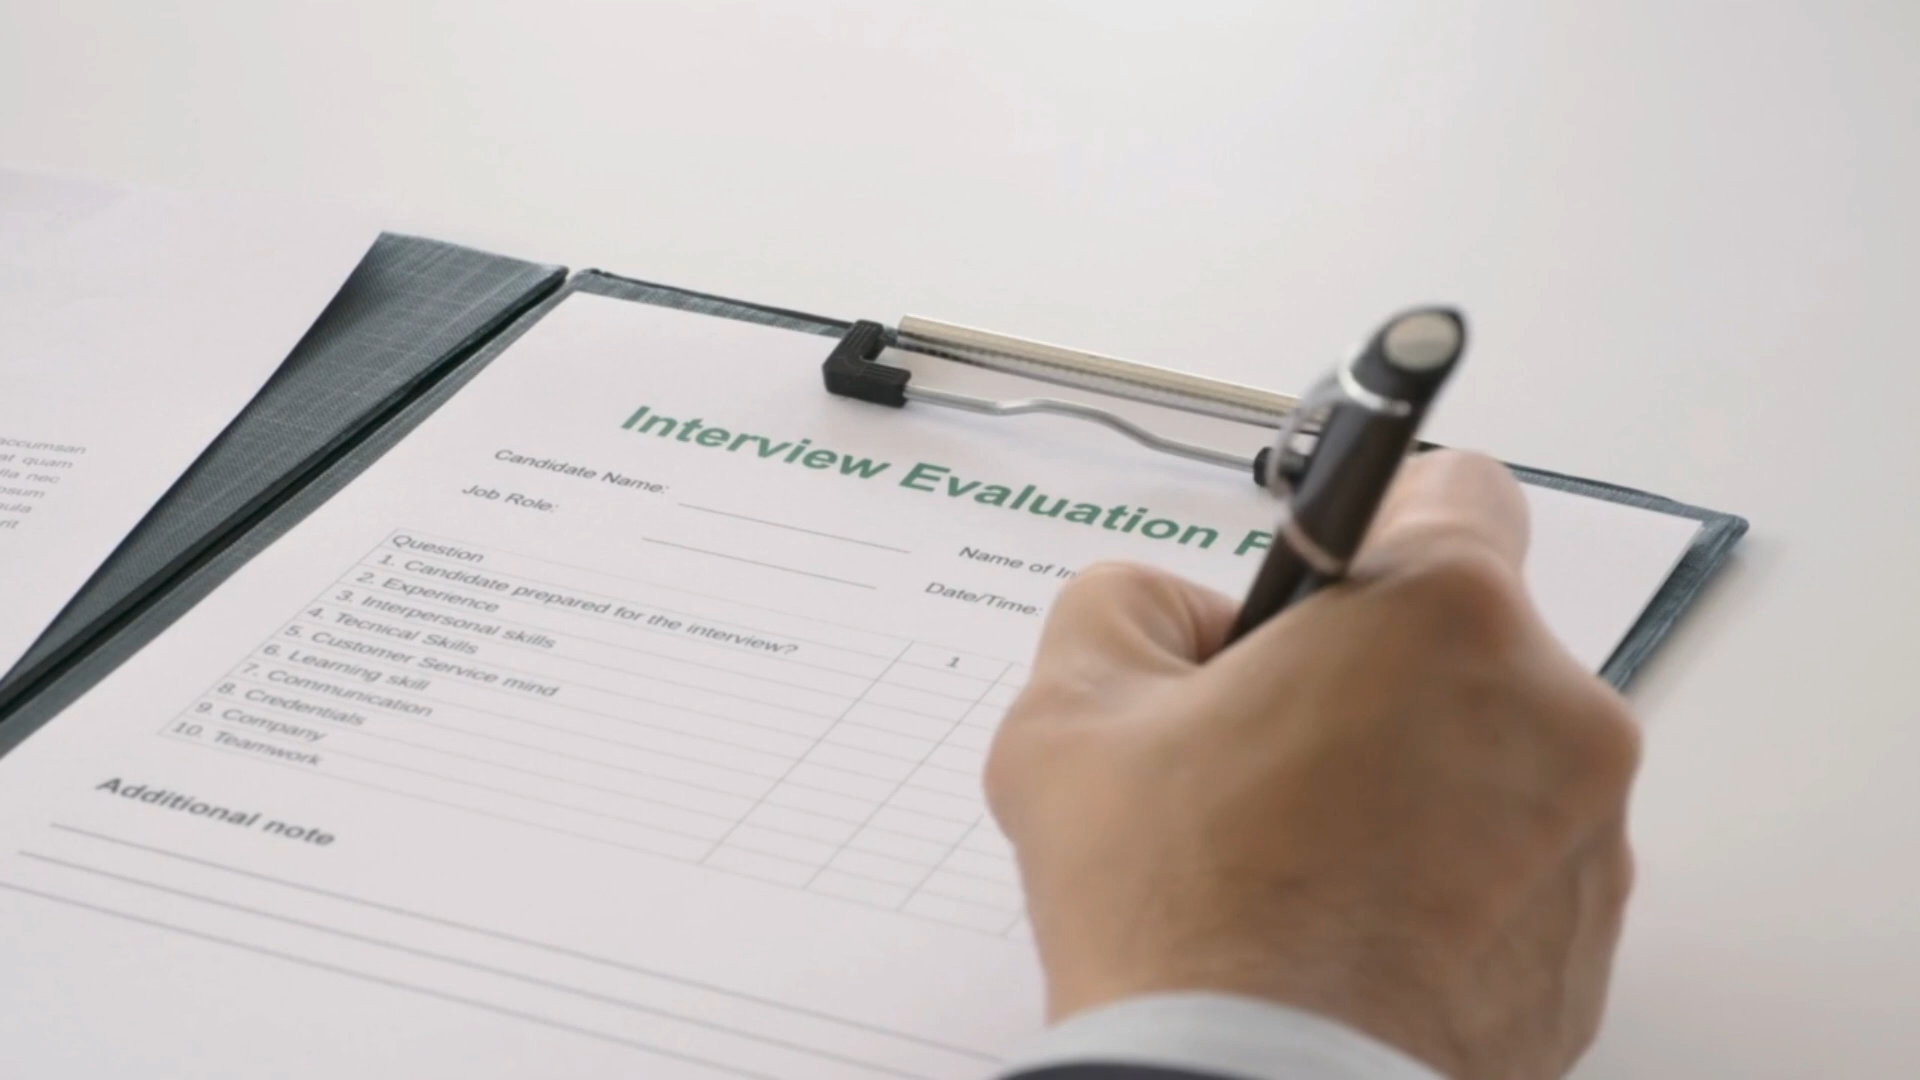 accumsan
at quam
nec
Interview Evaluation F
Candidate Name:
Job Role:
Name of In
Date/Time:
Question
1
1. Candidate prepared for the interview?
2. Experience
3. Interpersonal skills
4. Tecnical Skills
5. Customer Service mind
6. Learning skill
7. Communication
8. Credentials
9. Company
10. Teamwork
Additional note